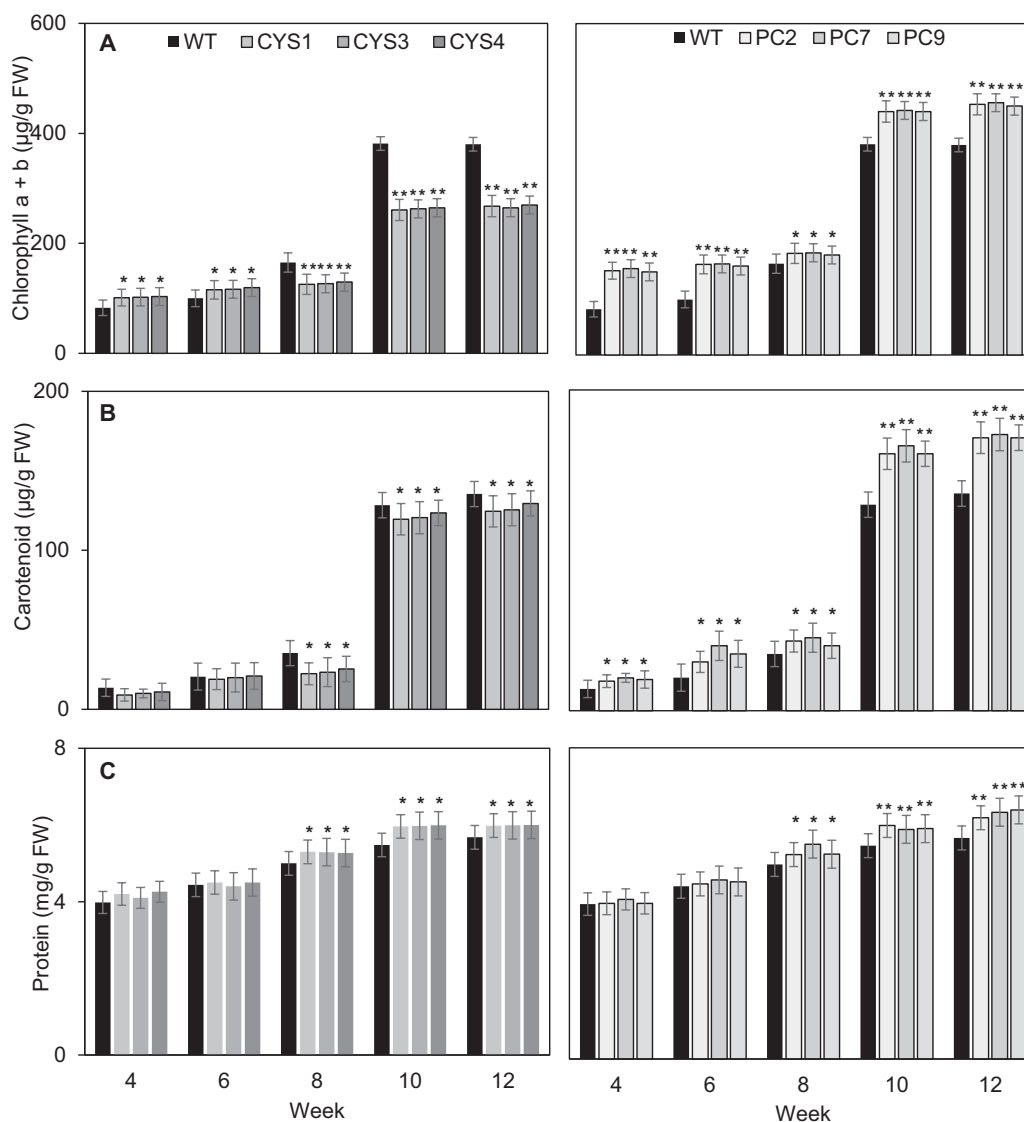 600
A
WT CYS1 CYS3 CYS4
WT PC2 PC7 PC9
Chlorophyll a + b (µg/g FW)
400
** ** **
** ** **
** ** **
** ** **
200
* * *
* * *
** ** **
** ** **
** ** **
* * *
0
200
B
Carotenoid (µg/g FW)
* * *
* * *
** ** **
** ** **
100
* * *
* * *
* * *
* * *
0
8
C
Protein (mg/g FW)
* * *
* * *
* * *
* * *
** ** **
** ** **
4
0
4 6 8 10 12
4 6 8 10 12
Week
Week